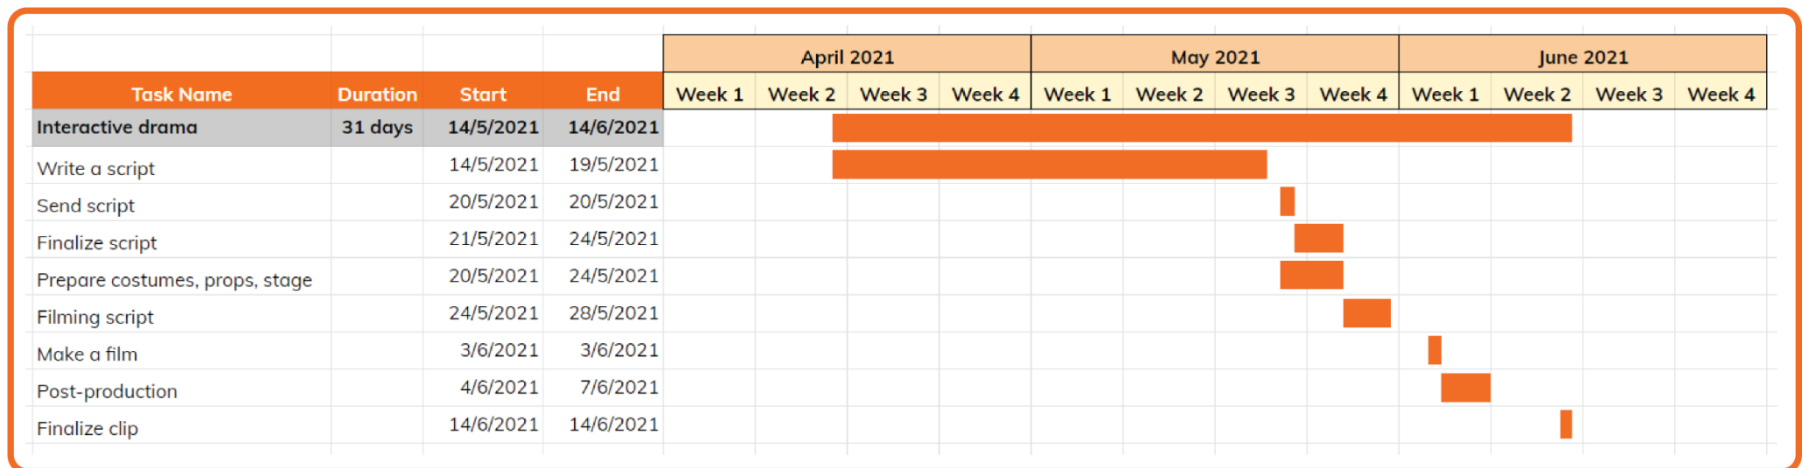 April 2021 May 2021 June 2021
Task Name Duration Start End Week 1 Week 2 Week 3 Week 4 Week 1 Week 2 Week 3 Week 4 Week 1 Week 2 Week 3 Week 4
Interactive drama 31 days 14/5/2021 14/6/2021
Write a script 14/5/2021 19/5/2021
Send script 20/5/2021 20/5/2021
Finalize script 21/5/2021 24/5/2021
Prepare costumes, props, stage 20/5/2021 24/5/2021
Filming script 24/5/2021 28/5/2021
Make a film 3/6/2021 3/6/2021
Post-production 4/6/2021 7/6/2021
Finalize clip 14/6/2021 14/6/2021